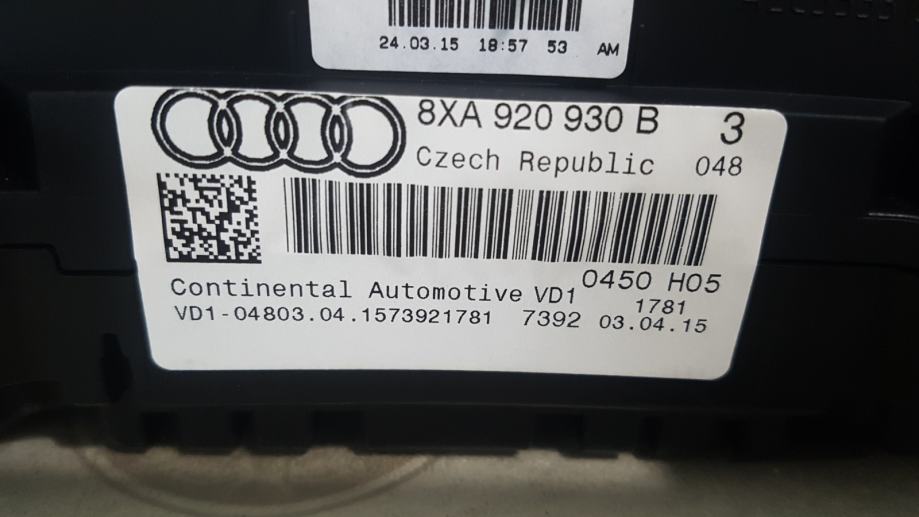 24.03.15 18:57 53 AM
8XA 920 930 B 3
Czech Republic 048
0450 H05
Continental Automotive VD1
1781
VD1-04803.04.1573921781 7392 03.04.15